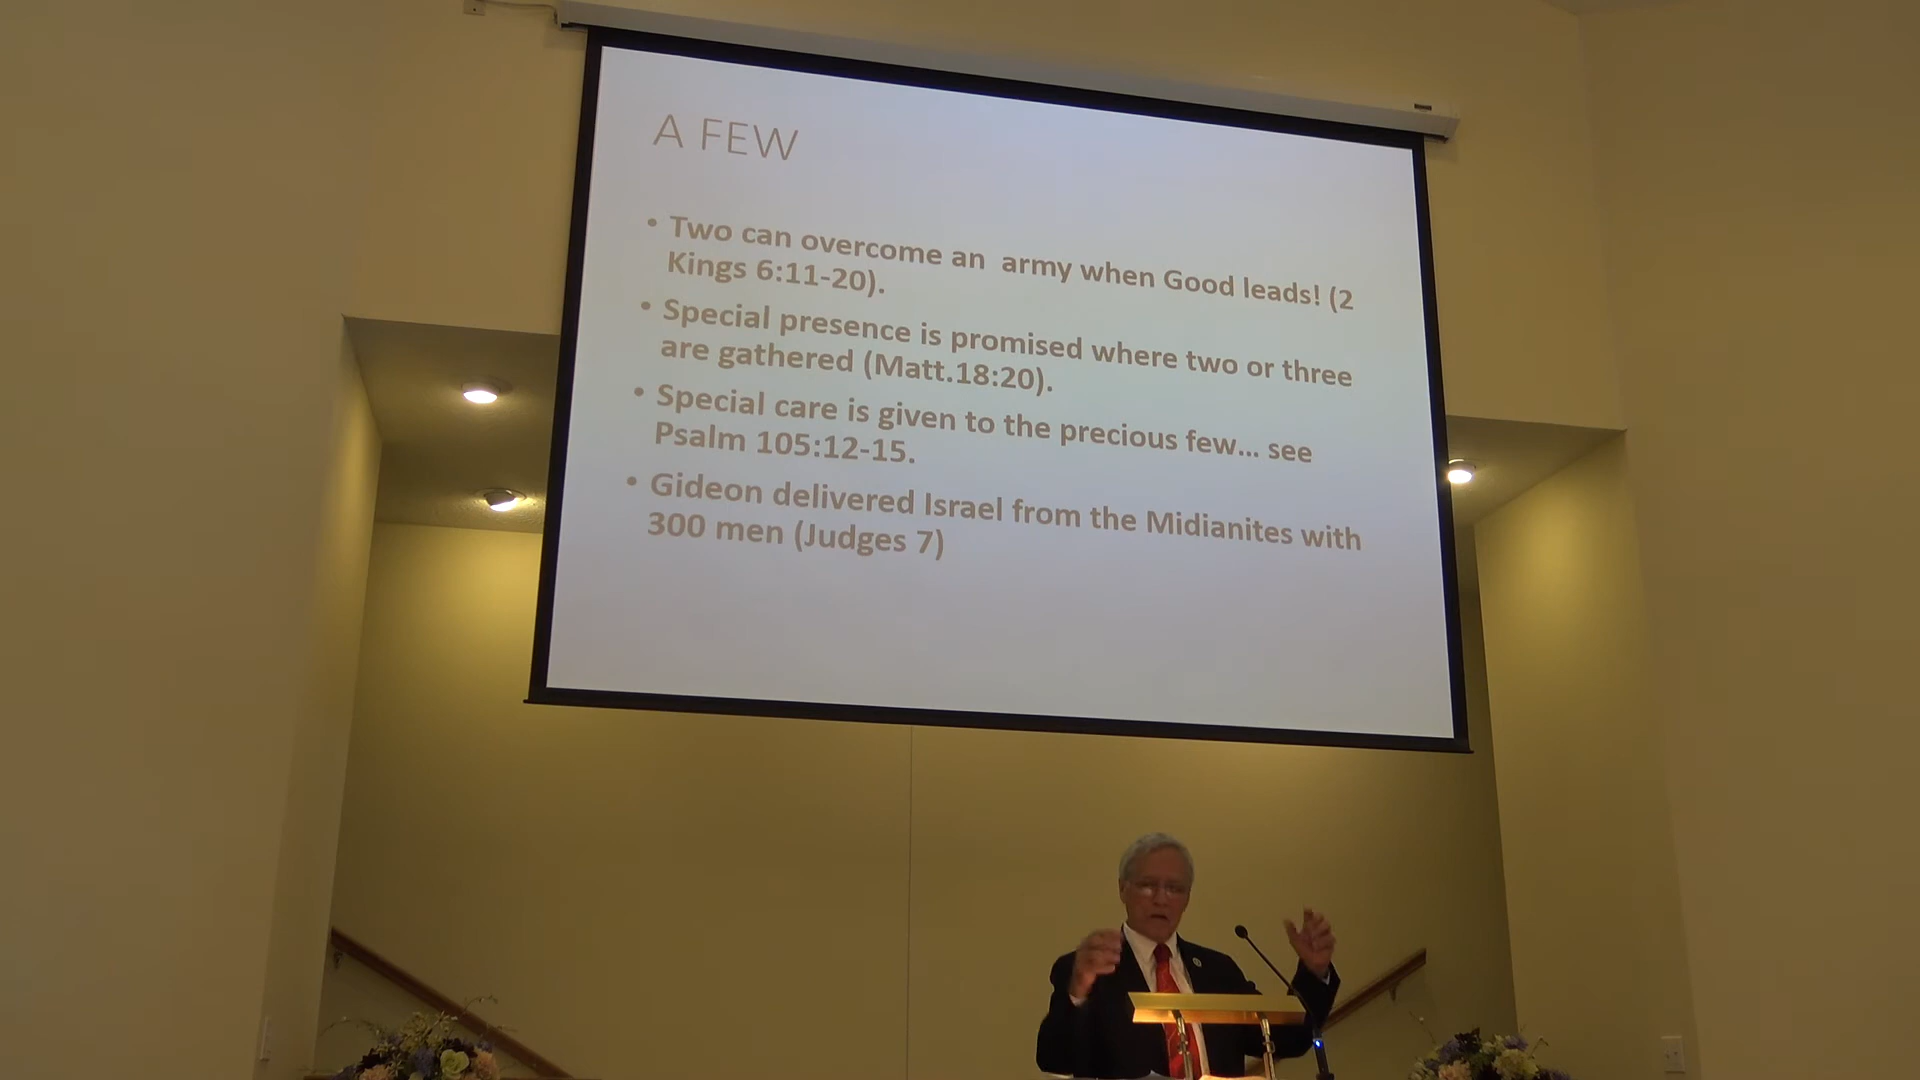 A FEW
• Two can overcome an army when Good leads! (2
Kings 6:11-20).
• Special presence is promised where two or three
are gathered (Matt.18:20).
• Special care is given to the precious few... see
Psalm 105:12-15.
• Gideon delivered Israel from the Midianites with
300 men (Judges 7)